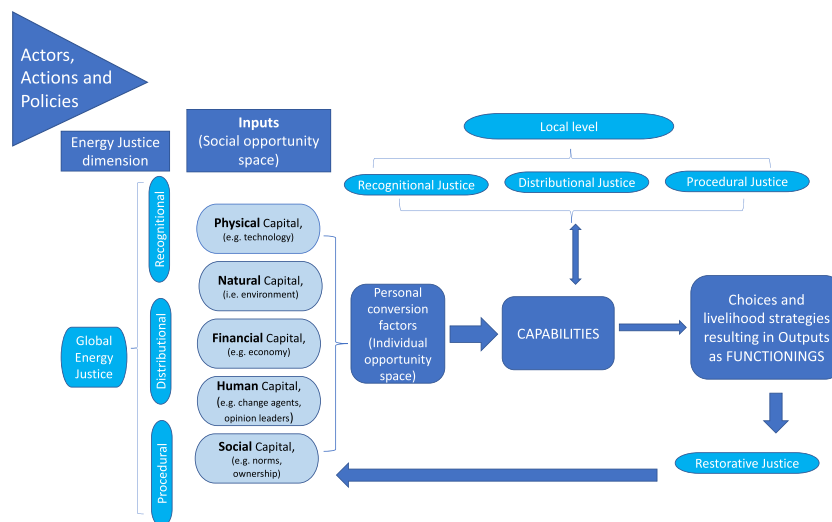 Actors,
Actions and
Policies
Energy Justice
dimension
Inputs
(Social opportunity
space)
Local level
Recognitional Justice
Distributional Justice
Procedural Justice
Global
Energy
Justice
Recognitional
Distributional
Procedural
Physical Capital,
(e.g. technology)
Natural Capital,
(i.e. environment)
Financial Capital,
(e.g. economy)
Human Capital,
(e.g. change agents,
opinion leaders)
Social Capital,
(e.g. norms,
ownership)
Personal
conversion
factors
(Individual
opportunity
space)
CAPABILITIES
Choices and
livelihood strategies
resulting in Outputs
as FUNCTIONINGS
Restorative Justice